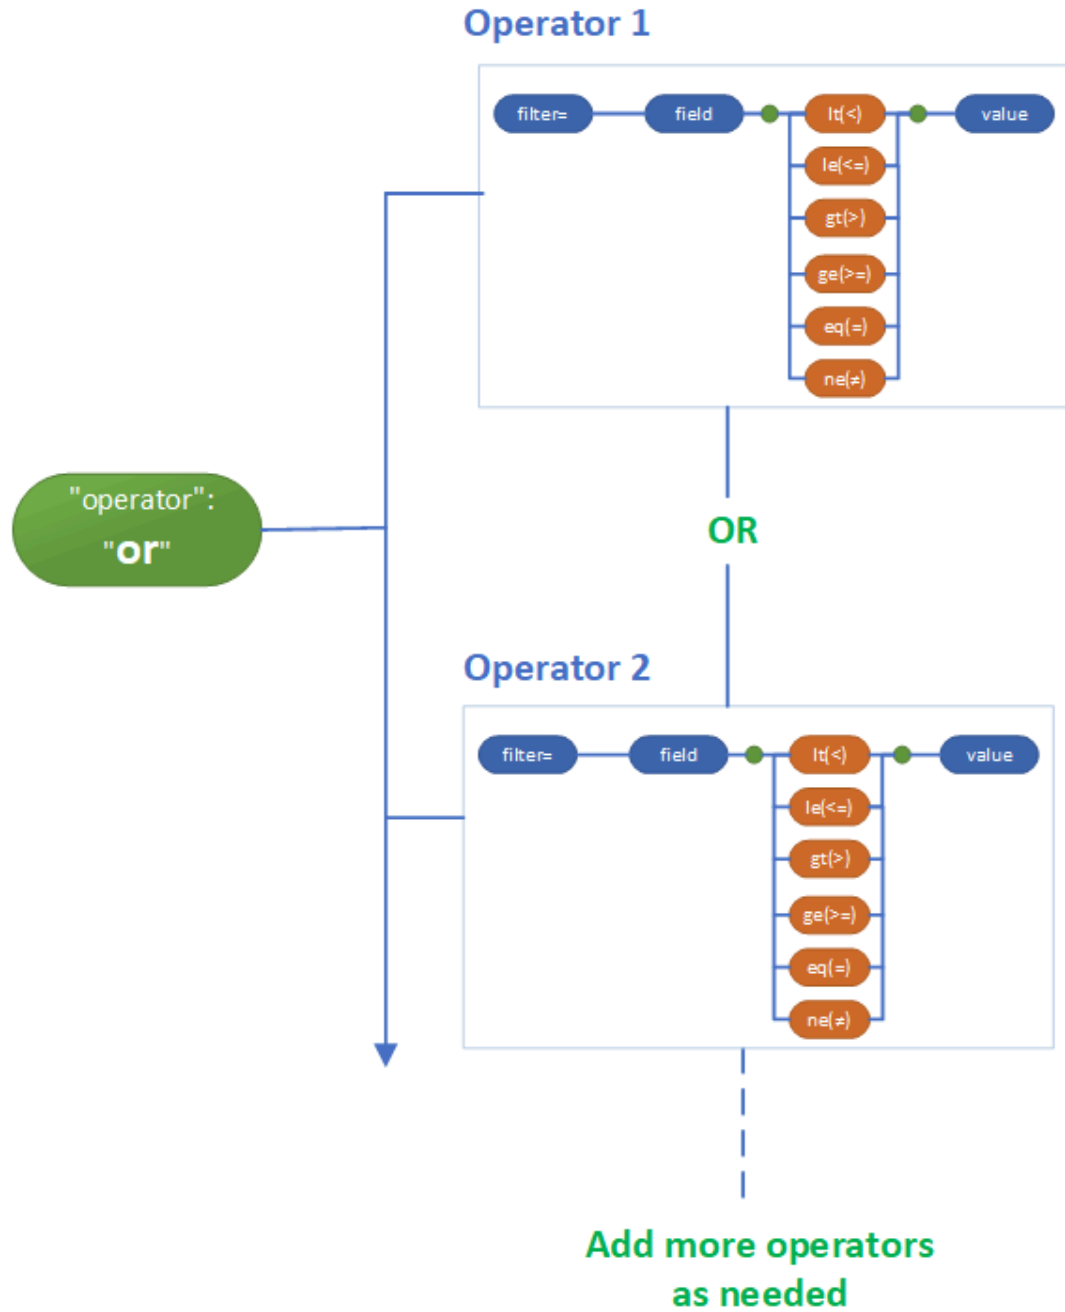 Operator 1
filter= field lt(<) value
le(<=)
gt(>)
ge(>=)
eq(=)
ne(≠)
"operator":
"or"
OR
Operator 2
filter= field lt(<) value
le(<=)
gt(>)
ge(>=)
eq(=)
ne(≠)
Add more operators
as needed